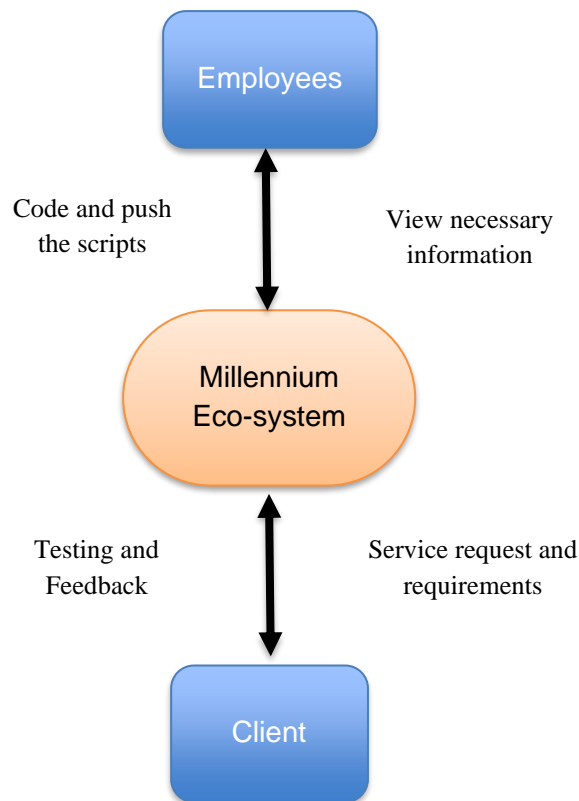 Employees
Code and push
the scripts
View necessary
information
Millennium
Eco-system
Testing and
Feedback
Service request and
requirements
Client